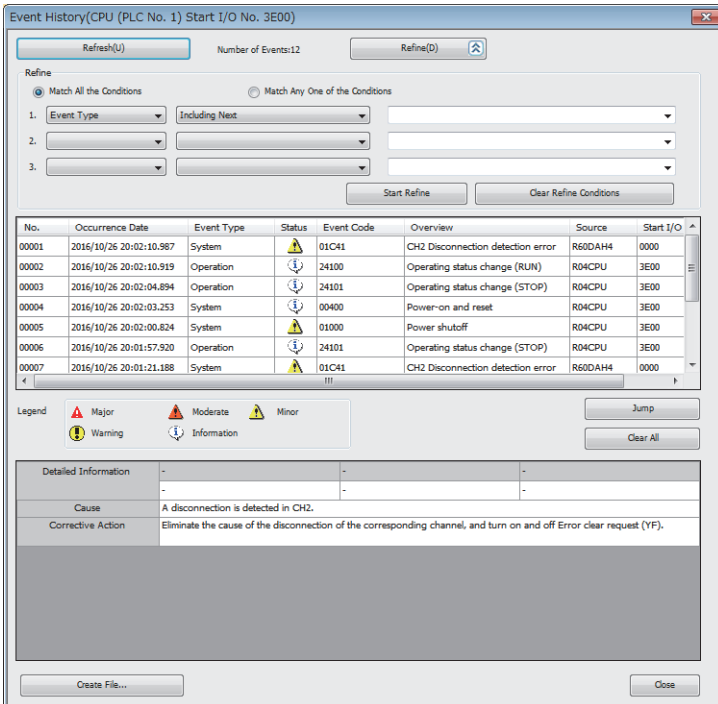 Event History(CPU (PLC No. 1) Start I/O No. 3E00)
Refresh(U) Number of Events:12 Refine(D)
Refine
Match All the Conditions Match Any One of the Conditions
1. Event Type Including Next
2.
3.
Start Refine Clear Refine Conditions
No. Occurrence Date Event Type Status Event Code Overview Source Start I/O
00001 2016/10/26 20:02:10.987 System 01C41 CH2 Disconnection detection error R60DAH4 0000
00002 2016/10/26 20:02:10.919 Operation 24100 Operating status change (RUN) R04CPU 3E00
00003 2016/10/26 20:02:04.894 Operation 24101 Operating status change (STOP) R04CPU 3E00
00004 2016/10/26 20:02:03.253 System 00400 Power-on and reset R04CPU 3E00
00005 2016/10/26 20:02:00.824 System 01000 Power shutoff R04CPU 3E00
00006 2016/10/26 20:01:57.920 Operation 24101 Operating status change (STOP) R04CPU 3E00
00007 2016/10/26 20:01:21.188 System 01C41 CH2 Disconnection detection error R60DAH4 0000
Legend Major Moderate Minor Jump
Warning Information Clear All
Detailed Information - - -
- - -
Cause A disconnection is detected in CH2.
Corrective Action Eliminate the cause of the disconnection of the corresponding channel, and turn on and off Error clear request (YF).
Create File... Close